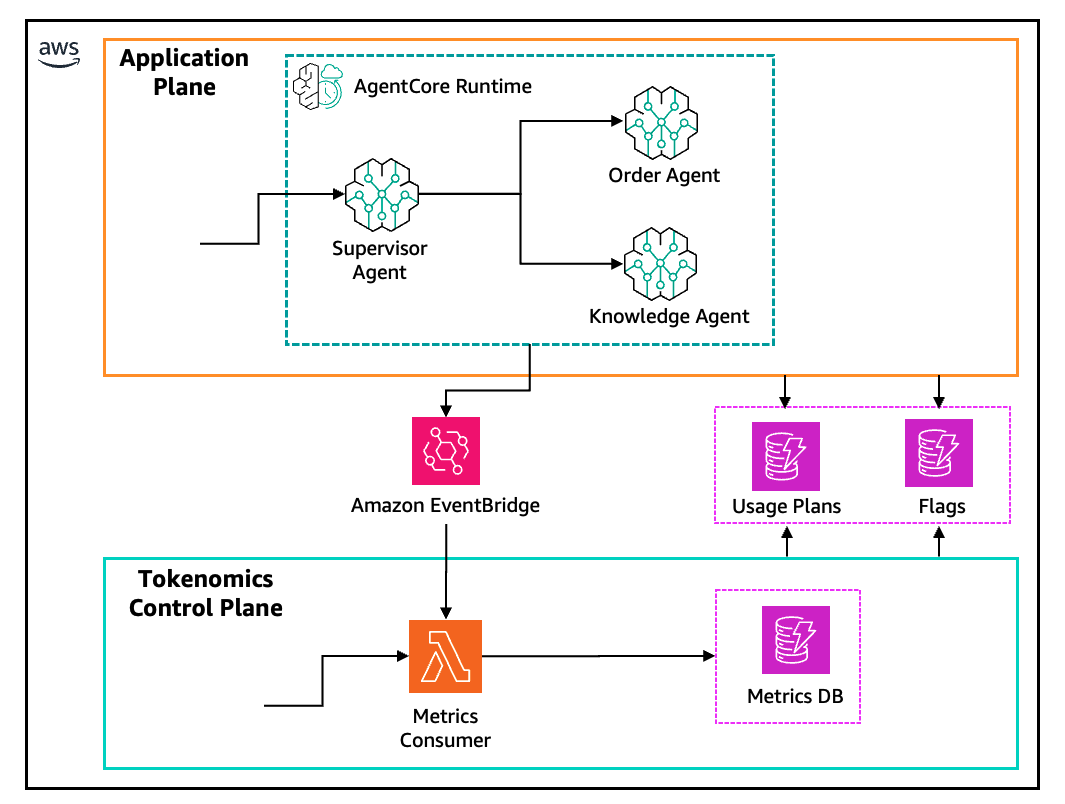 aws
Application
Plane
AgentCore Runtime
Order Agent
Supervisor
Agent
Knowledge Agent
Amazon EventBridge
Usage Plans
Flags
Tokenomics
Control Plane
Metrics DB
Metrics
Consumer